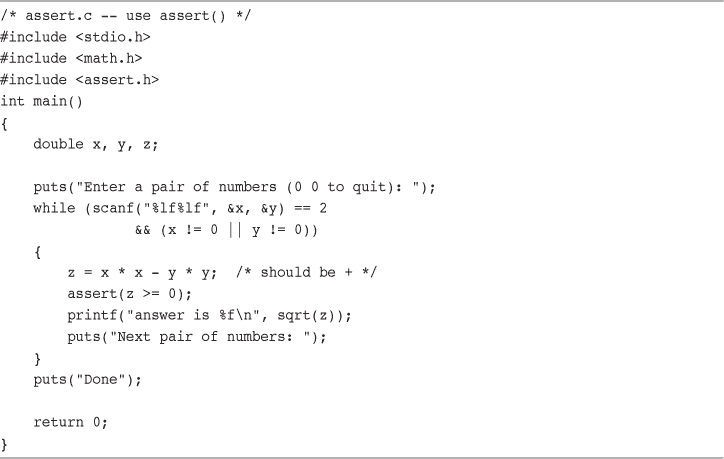 /* assert.c -- use assert() */
#include <stdio.h>
#include <math.h>
#include <assert.h>
int main()
{
    double x, y, z;

    puts("Enter a pair of numbers (0 0 to quit): ");
    while (scanf("%lf%lf", &x, &y) == 2
                && (x != 0 || y != 0))
    {
        z = x * x - y * y;  /* should be + */
        assert(z >= 0);
        printf("answer is %f\n", sqrt(z));
        puts("Next pair of numbers: ");
    }
    puts("Done");

    return 0;
}